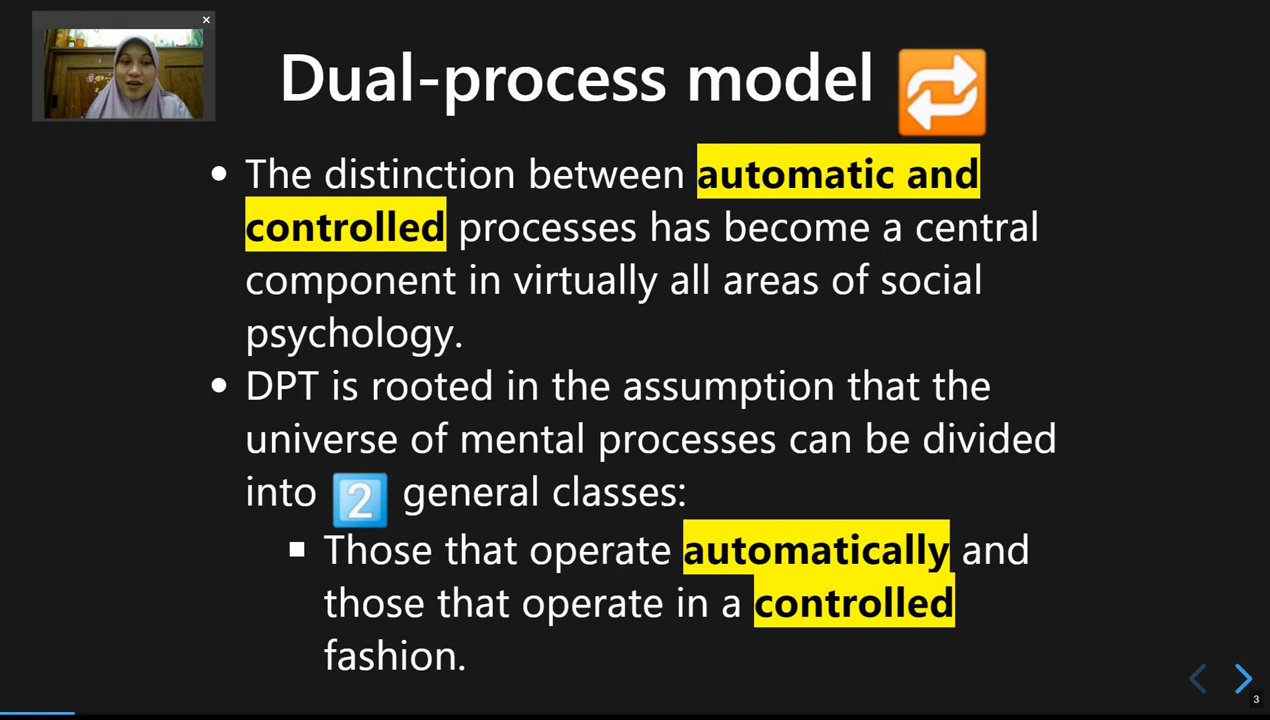 Dual-process model
The distinction between automatic and
controlled processes has become a central
component in virtually all areas of social
psychology.
DPT is rooted in the assumption that the
universe of mental processes can be divided
into 2 general classes:
Those that operate automatically and
those that operate in a controlled
fashion.
3